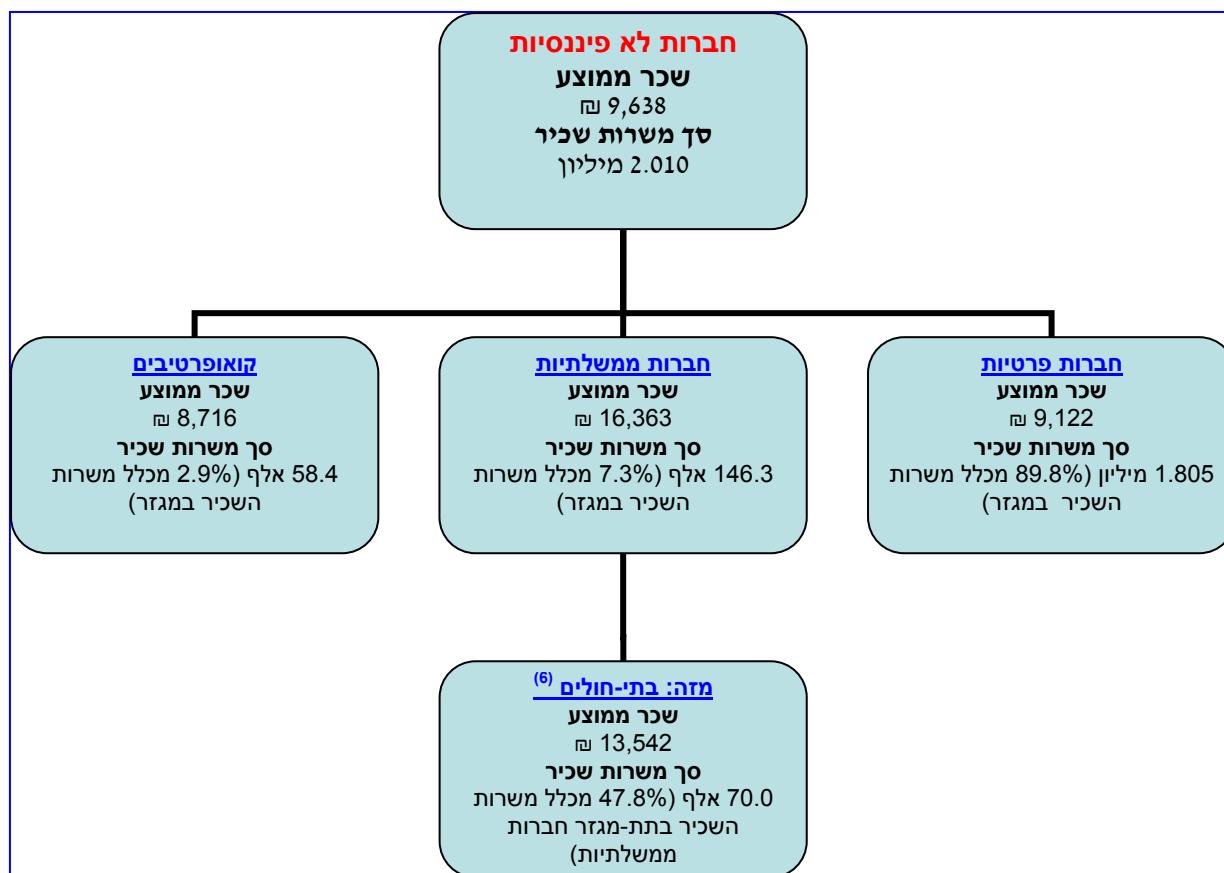 חברות לא פיננסיות
שכר ממוצע
9,638 ₪
סך משרות שכיר
2.010 מיליון
חברות פרטיות
שכר ממוצע
9,122 ₪
סך משרות שכיר
1.805 מיליון (89.8% מכלל משרות
השכיר במגזר)
חברות ממשלתיות
שכר ממוצע
16,363 ₪
סך משרות שכיר
146.3 אלף (7.3% מכלל משרות
השכיר במגזר)
קואופרטיבים
שכר ממוצע
8,716 ₪
סך משרות שכיר
58.4 אלף (2.9% מכלל משרות
השכיר במגזר)
מזה: בתי-חולים (6)
שכר ממוצע
13,542 ₪
סך משרות שכיר
70.0 אלף (47.8% מכלל משרות
השכיר בתת-מגזר חברות
ממשלתיות)